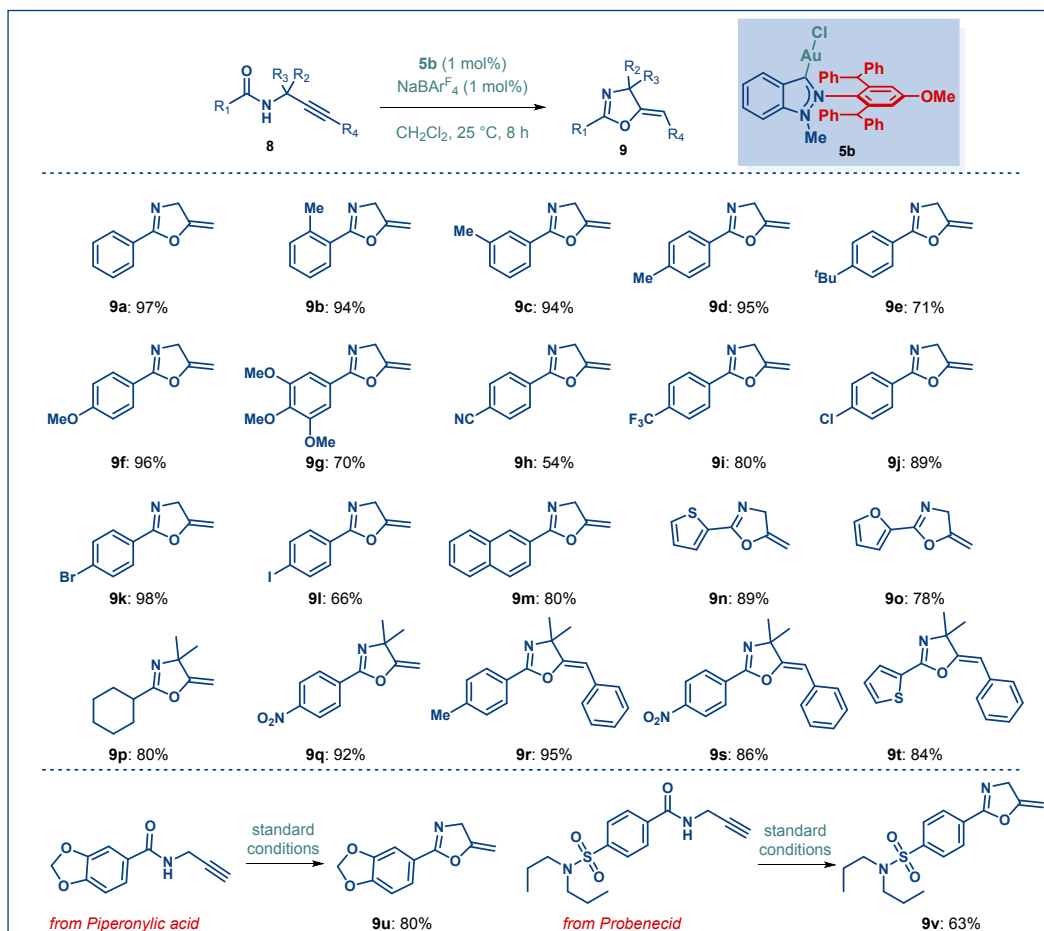 O
R1
N
H
R3 R2
R4
8
5b (1 mol%)
NaBArF4 (1 mol%)
CH2Cl2, 25 °C, 8 h
R2
R3
N
R1
O
R4
9
Cl
Au
Ph
Ph
N
OMe
N
Ph
Ph
Me
5b
N
O
9a: 97%
Me
N
O
9b: 94%
Me
N
O
9c: 94%
N
O
Me
9d: 95%
N
O
tBu
9e: 71%
N
O
MeO
9f: 96%
N
MeO
O
MeO
OMe
9g: 70%
N
O
NC
9h: 54%
N
O
F3C
9i: 80%
N
O
Cl
9j: 89%
N
O
Br
9k: 98%
N
O
I
9l: 66%
N
O
9m: 80%
S
N
O
9n: 89%
O
N
O
9o: 78%
N
O
9p: 80%
N
O
NO2
9q: 92%
N
O
Me
9r: 95%
N
O
NO2
9s: 86%
N
O
S
9t: 84%
O
O
N
H
O
from Piperonylic acid
standard
conditions
N
O
O
O
9u: 80%
O
N
H
O
S
N
O
from Probenecid
standard
conditions
N
O
O
S
N
O
9v: 63%